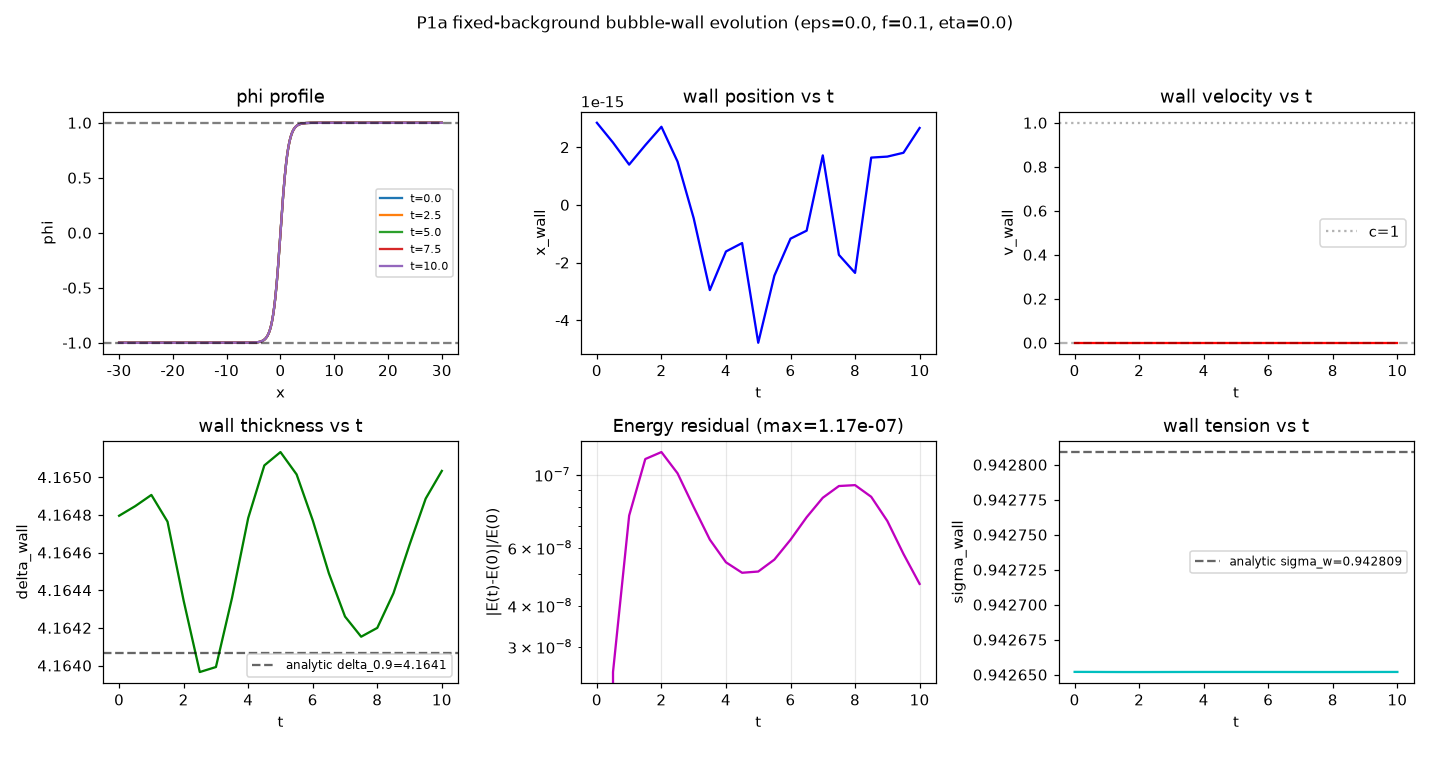 P1a fixed-background bubble-wall evolution (eps=0.0, f=0.1, eta=0.0)
phi profile
1.0
0.5
0.0
-0.5
-1.0
phi
-30
-20
-10
0
10
20
30
x
t=0.0
t=2.5
t=5.0
t=7.5
t=10.0
wall position vs t
1e-15
2
0
-2
-4
x_wall
0
2
4
6
8
10
t
wall velocity vs t
1.0
0.8
0.6
0.4
0.2
0.0
v_wall
0
2
4
6
8
10
t
c=1
wall thickness vs t
4.1650
4.1648
4.1646
4.1644
4.1642
4.1640
delta_wall
0
2
4
6
8
10
t
analytic delta_0.9=4.1641
Energy residual (max=1.17e-07)
10⁻⁷
6 × 10⁻⁸
4 × 10⁻⁸
3 × 10⁻⁸
|E(t)-E(0)|/E(0)
0
2
4
6
8
10
t
wall tension vs t
0.942800
0.942775
0.942750
0.942725
0.942700
0.942675
0.942650
sigma_wall
0
2
4
6
8
10
t
analytic sigma_w=0.942809